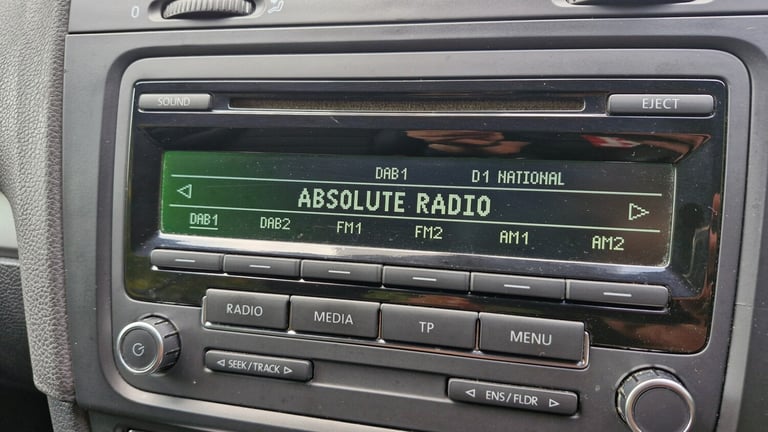 0
SOUND
EJECT
DAB1 D1 NATIONAL
ABSOLUTE RADIO
DAB1 DAB2 FM1 FM2 AM1 AM2
RADIO MEDIA TP MENU
SEEK/TRACK
ENS/FLDR